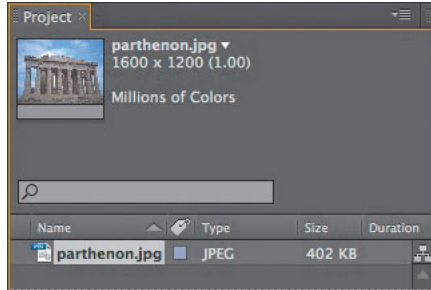 Project
parthenon.jpg
1600 x 1200 (1.00)
Millions of Colors
Name Type Size Duration
parthenon.jpg JPEG 402 KB